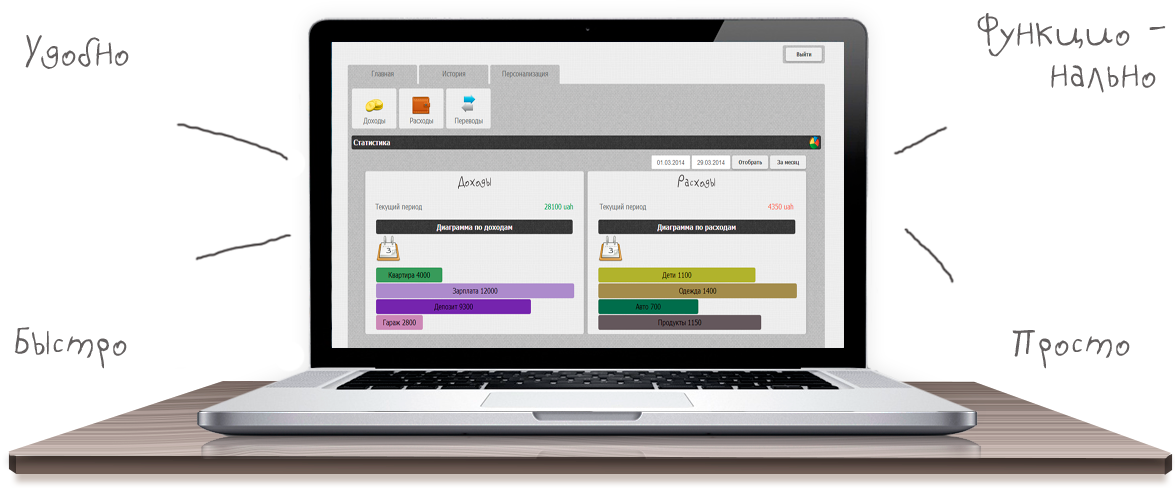 Удобно
Функцио -
нально
Выйти
Главная
История
Персонализация
Доходы
Расходы
Переводы
Статистика
01.03.2014
29.03.2014
Отобрать
За месяц
Доходы
Текущий период
28100 uah
Диаграмма по доходам
3
Квартира 4000
Зарплата 12000
Депозит 9300
Гараж 2800
Расходы
Текущий период
4350 uah
Диаграмма по расходам
3
Дети 1100
Одежда 1400
Авто 700
Продукты 1150
Быстро
Просто